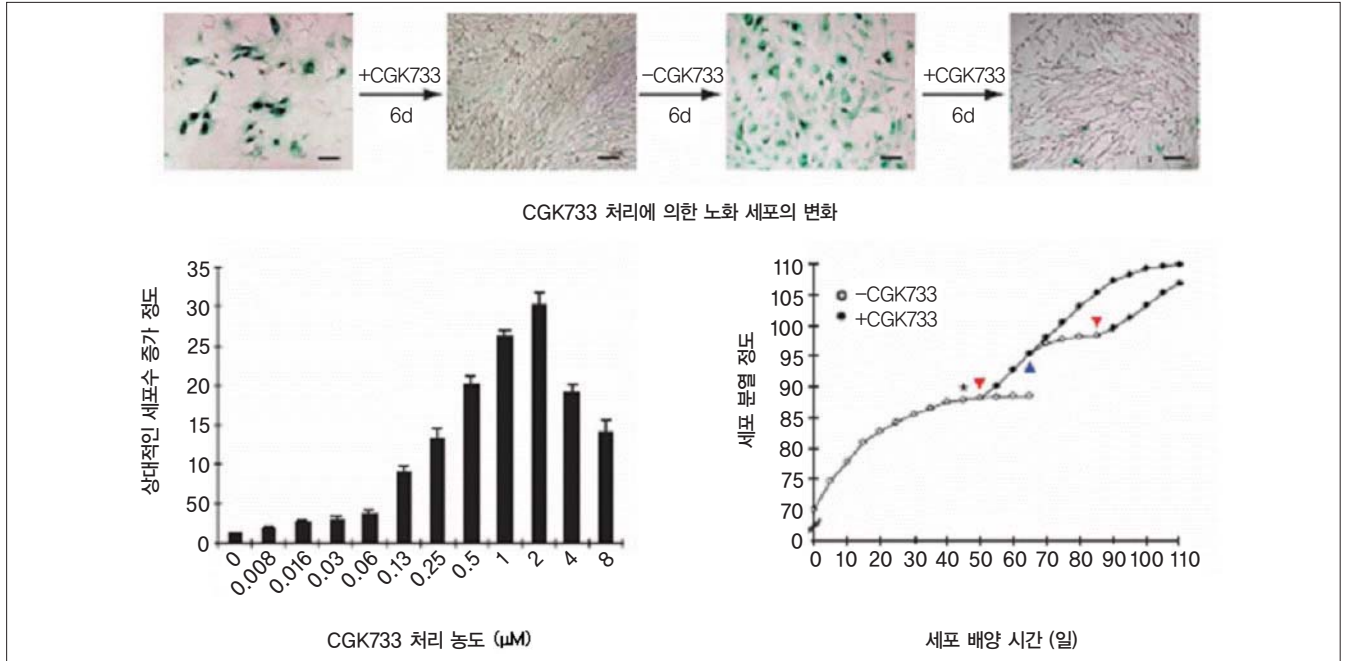 +CGK733
6d
−CGK733
6d
+CGK733
6d
CGK733 처리에 의한 노화 세포의 변화
상대적인 세포수 증가 정도
35
30
25
20
15
10
50
0
0 0.008 0.016 0.03 0.06 0.13 0.25 0.5 1 2 4 8
CGK733 처리 농도 (μM)
세포 분열 정도
110
105
100
95
90
85
80
75
70
0
−CGK733
+CGK733
*
0 10 20 30 40 50 60 70 80 90 100 110
세포 배양 시간 (일)